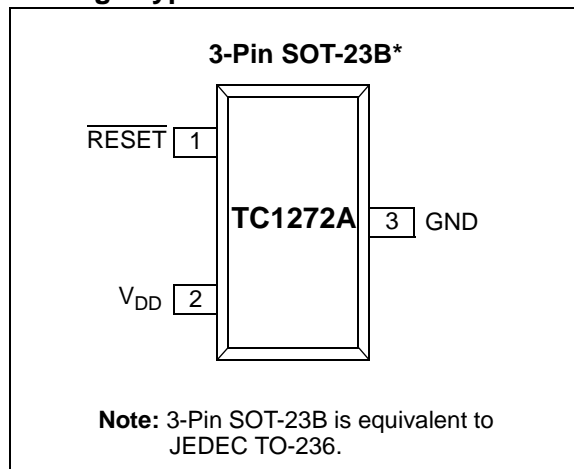 3-Pin SOT-23B*
RESET 1
TC1272A
3 GND
VDD 2
Note: 3-Pin SOT-23B is equivalent to
JEDEC TO-236.